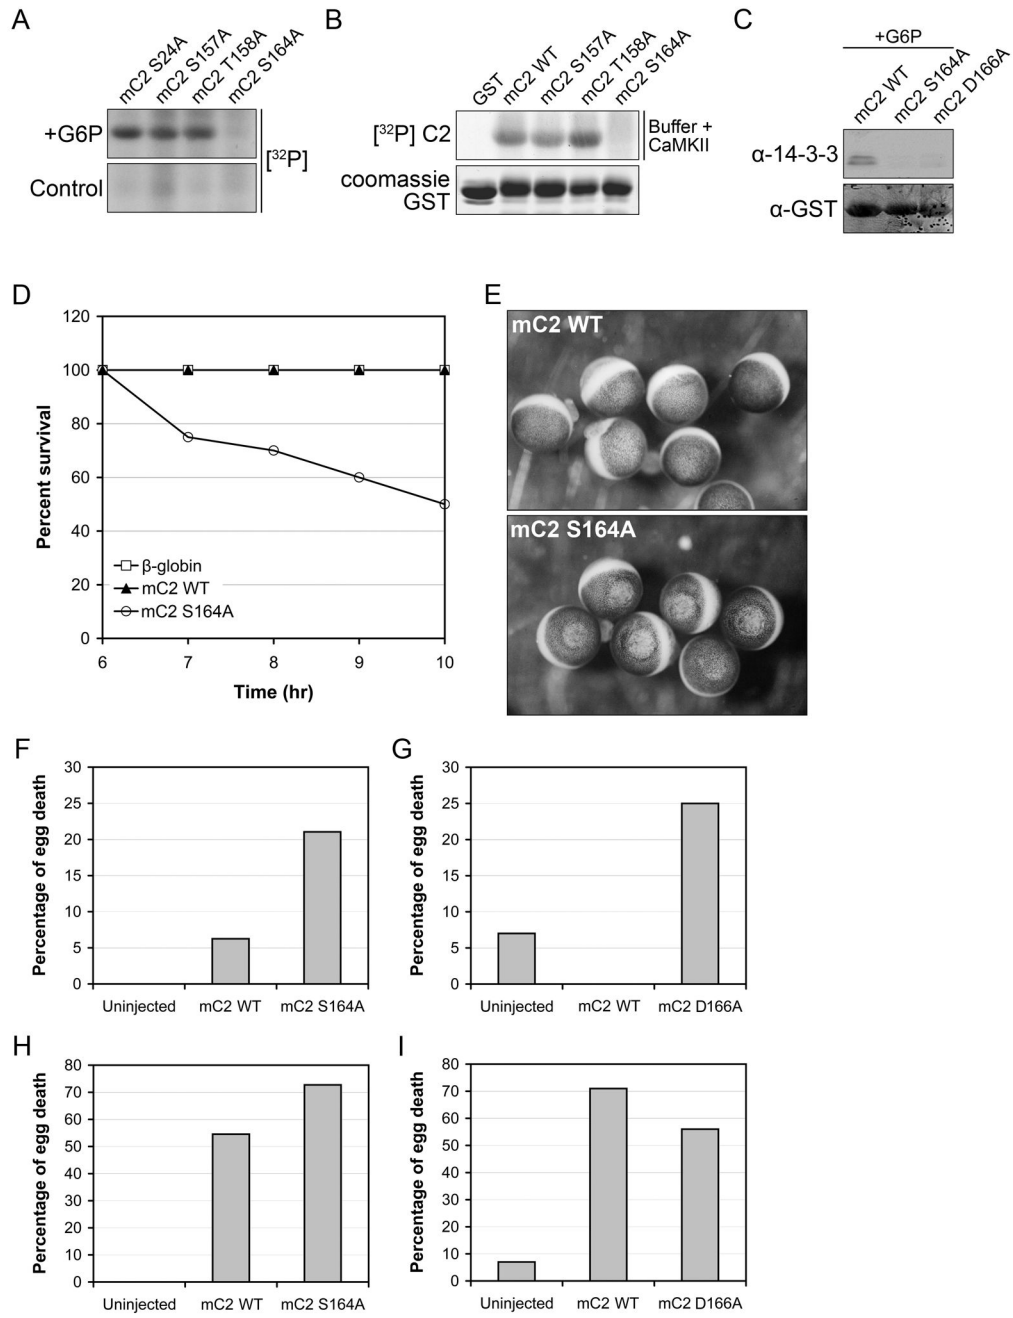 A
mC2 S24A
mC2 S157A
mC2 T158A
mC2 S164A
+G6P
Control
[32P]
B
GST
mC2 WT
mC2 S157A
mC2 T158A
mC2 S164A
[32P] C2
Buffer +
CaMKII
coomassie
GST
C
+G6P
mC2 WT
mC2 S164A
mC2 D166A
α-14-3-3
α-GST
D
120
100
80
60
40
20
0
Percent survival
β-globin
mC2 WT
mC2 S164A
6 7 8 9 10
Time (hr)
E
mC2 WT
mC2 S164A
F
30
25
20
15
10
5
0
Percentage of egg death
Uninjected mC2 WT mC2 S164A
G
30
25
20
15
10
5
0
Percentage of egg death
Uninjected mC2 WT mC2 D166A
H
80
70
60
50
40
30
20
10
0
Percentage of egg death
Uninjected mC2 WT mC2 S164A
I
80
70
60
50
40
30
20
10
0
Percentage of egg death
Uninjected mC2 WT mC2 D166A